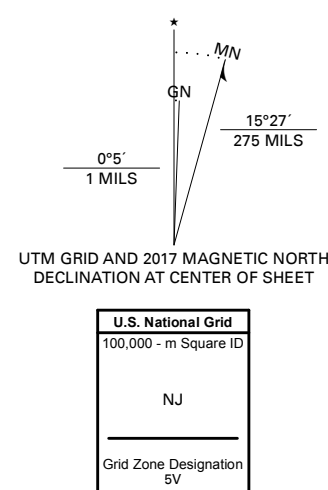 ★
MN
GN
15°27´
275 MILS
0°5´
1 MILS
UTM GRID AND 2017 MAGNETIC NORTH
DECLINATION AT CENTER OF SHEET
U.S. National Grid
100,000 - m Square ID
NJ
Grid Zone Designation
5V